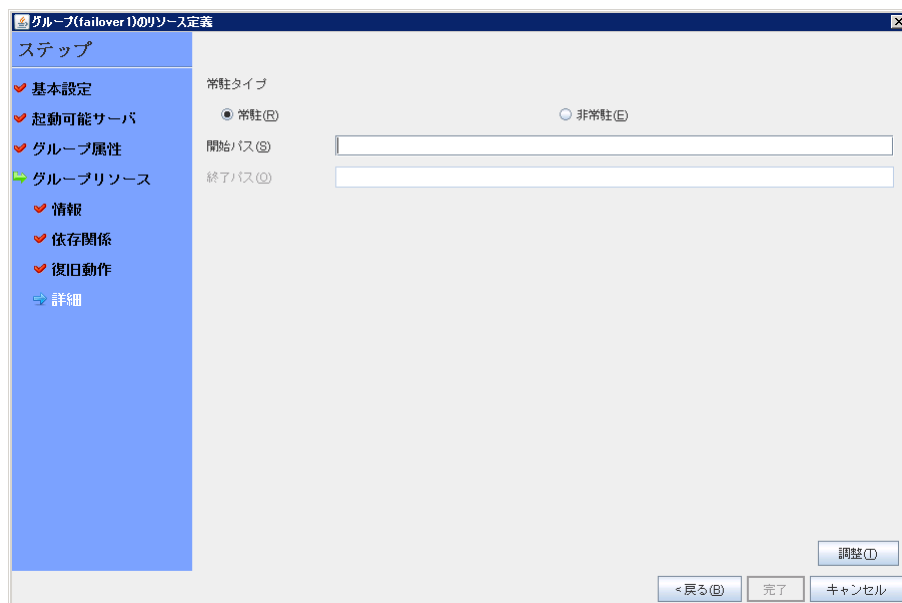 グループ(failover1)のリソース定義
ステップ
基本設定
起動可能サーバ
グループ属性
グループリソース
情報
依存関係
復旧動作
詳細
常駐タイプ
常駐(R) 非常駐(E)
開始パス(S)
終了パス(O)
調整(T)
<戻る(B) 完了 キャンセル